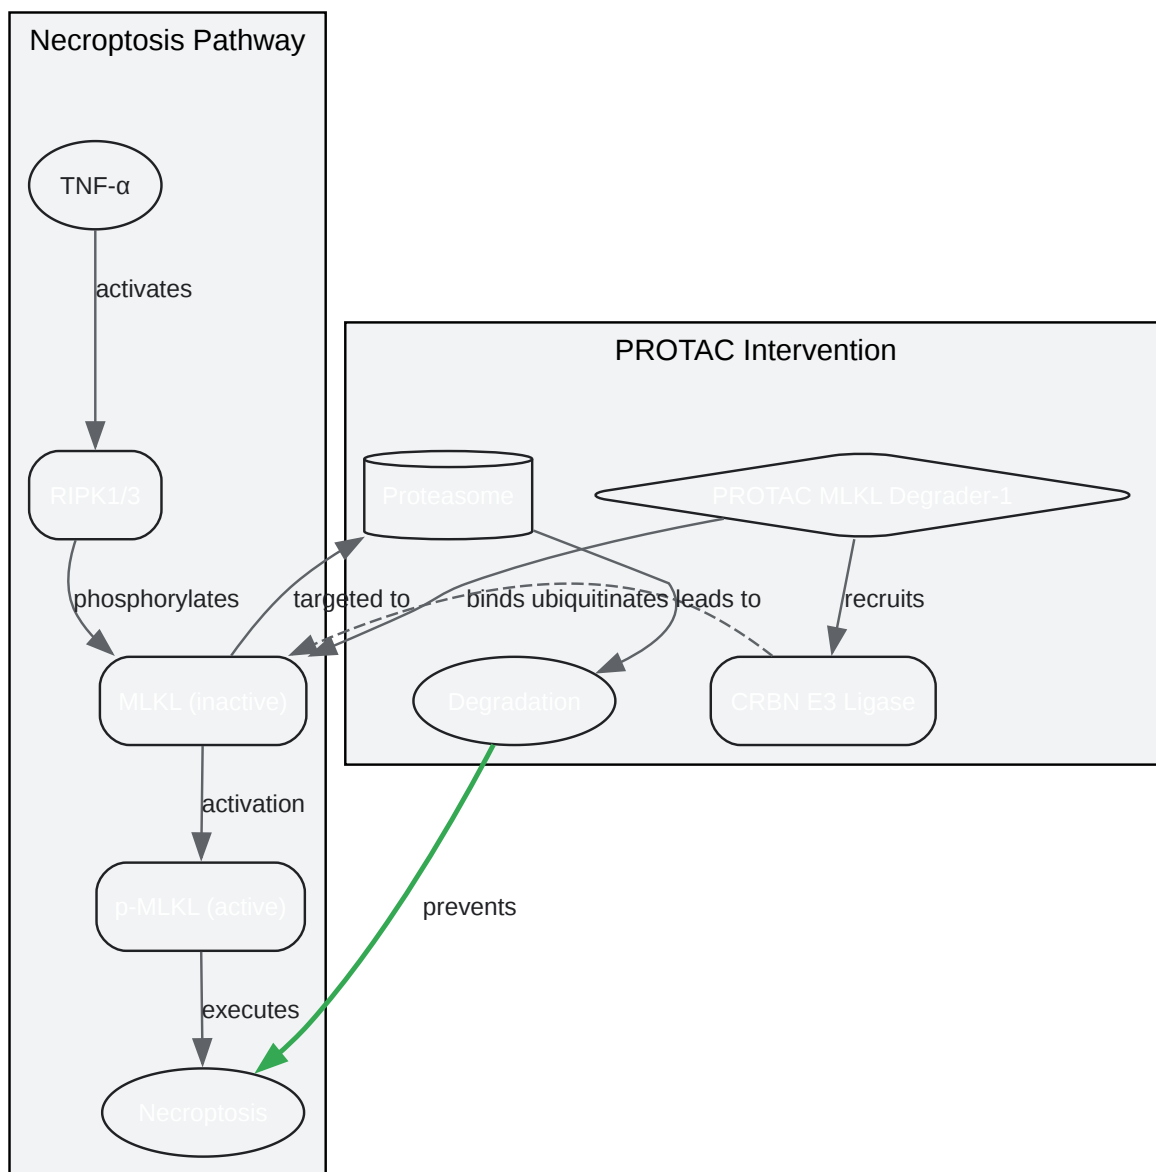 Necroptosis Pathway
TNF-α
activates
PROTAC Intervention
RIPK1/3
Proteasome
PROTAC MLKL Degrader-1
phosphorylates
targeted to
binds
ubiquitinates
leads to
recruits
MLKL (inactive)
Degradation
CRBN E3 Ligase
activation
p-MLKL (active)
prevents
executes
Necroptosis